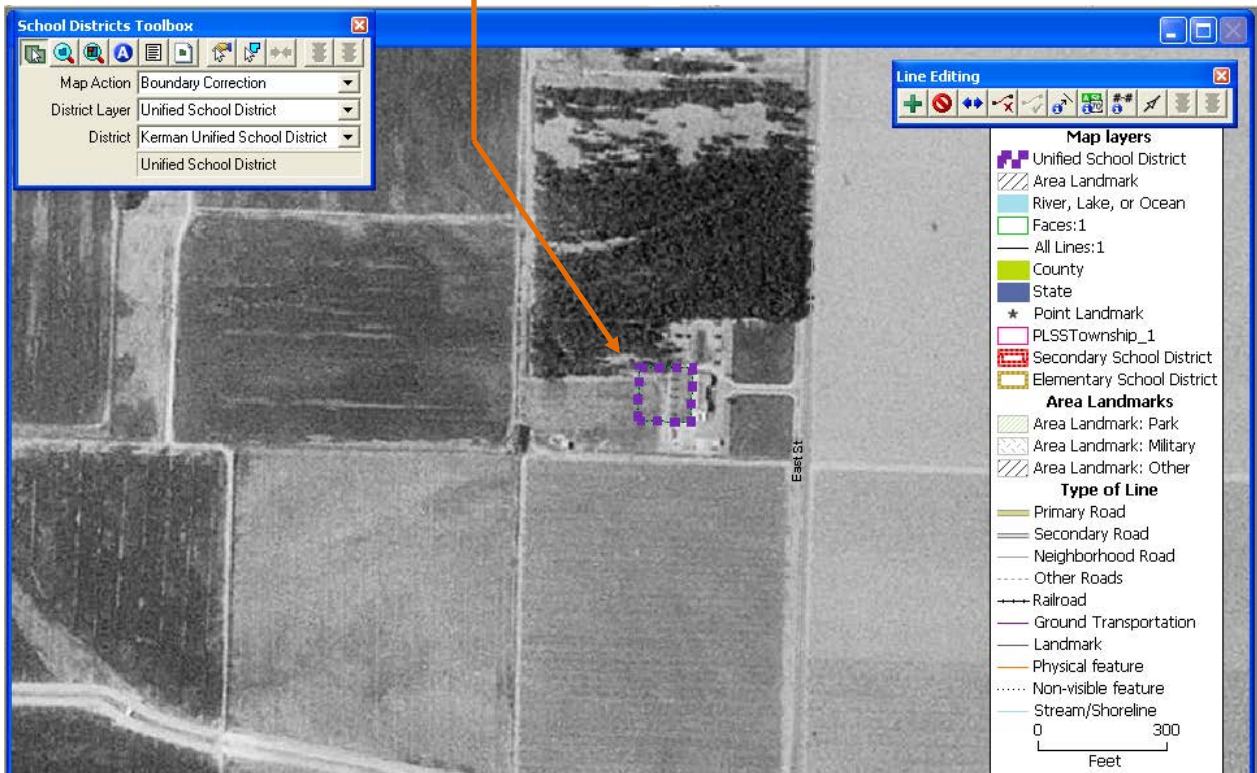 School Districts Toolbox
Map Action Boundary Correction
District Layer Unified School District
District Kerman Unified School District
Unified School District
Line Editing
Map layers
Unified School District
Area Landmark
River, Lake, or Ocean
Faces:1
All Lines:1
County
State
Point Landmark
PLSSTownship_1
Secondary School District
Elementary School District
Area Landmarks
Area Landmark: Park
Area Landmark: Military
Area Landmark: Other
Type of Line
Primary Road
Secondary Road
Neighborhood Road
Other Roads
Railroad
Ground Transportation
Landmark
Physical feature
Non-visible feature
Stream/Shoreline
0 300
Feet
East St